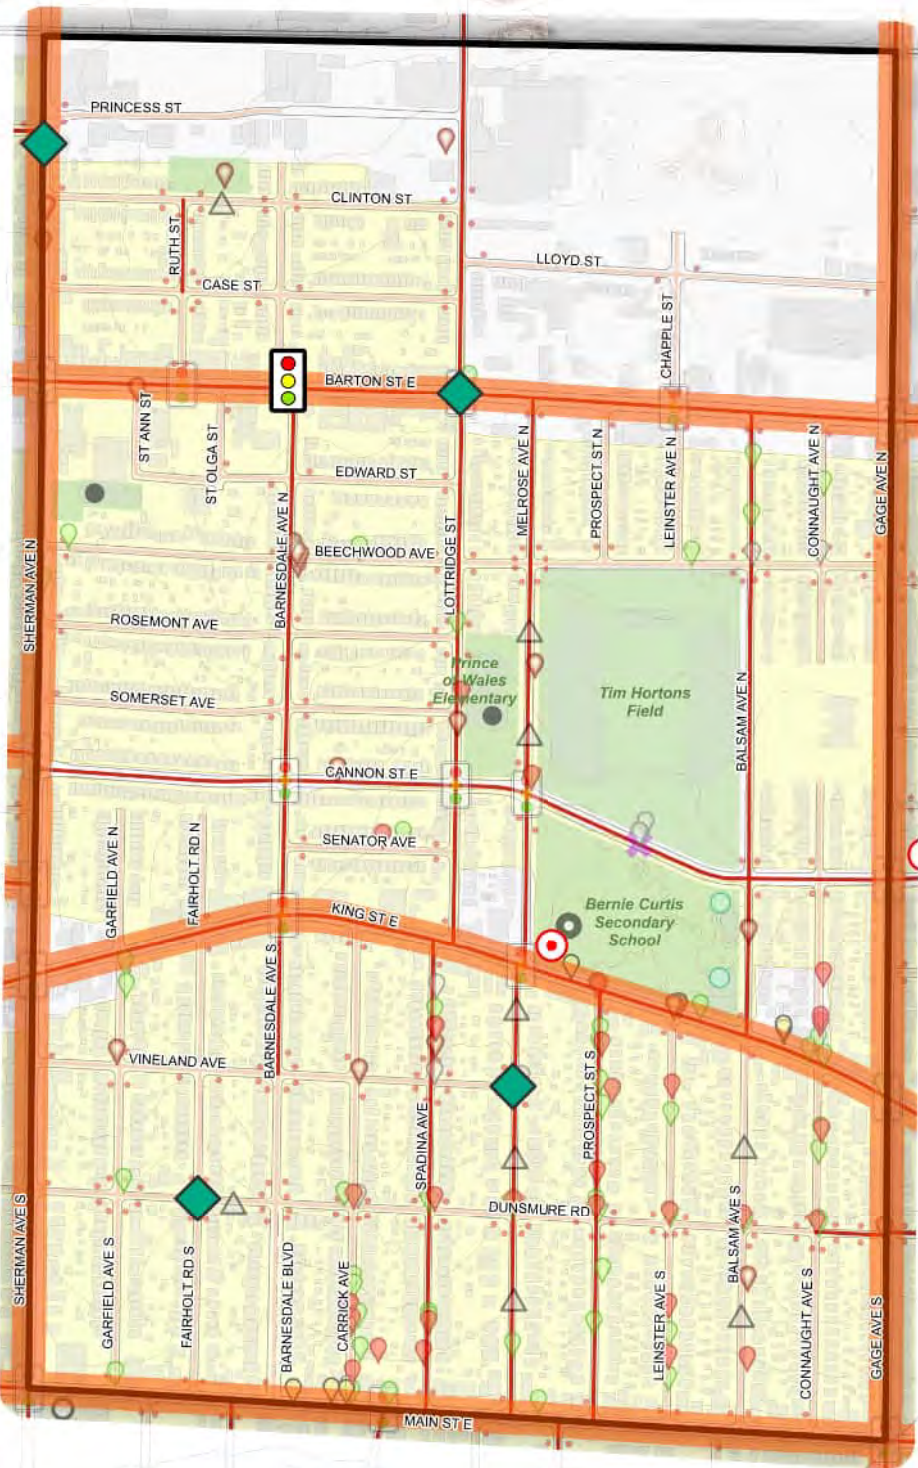 PRINCESS ST
CLINTON ST
RUTH ST
LLOYD ST
CASE ST
CHAPPLE ST
BARTON ST E
ST ANN ST
ST OLGA ST
MELROSE AVE N
PROSPECT ST N
LEINSTER AVE N
CONNAUGHT AVE N
GAGE AVE N
EDWARD ST
BARNESDALE AVE N
LOTTRIDGE ST
BEECHWOOD AVE
SHERMAN AVE N
ROSEMONT AVE
Prince
of Wales
Elementary
Tim Hortons
Field
SOMERSET AVE
BALSAM AVE N
CANNON ST E
SENATOR AVE
GARFIELD AVE N
FAIRHOLT RD N
KING ST E
Bernie Curtis
Secondary
School
BARNESDALE AVE S
VINELAND AVE
SPADINA AVE
PROSPECT ST S
DUNSMURE RD
SHERMAN AVE S
GARFIELD AVE S
FAIRHOLT RD S
BARNESDALE BLVD
CARRICK AVE
LEINSTER AVE S
BALSAM AVE S
CONNAUGHT AVE S
GAGE AVE S
MAIN ST E